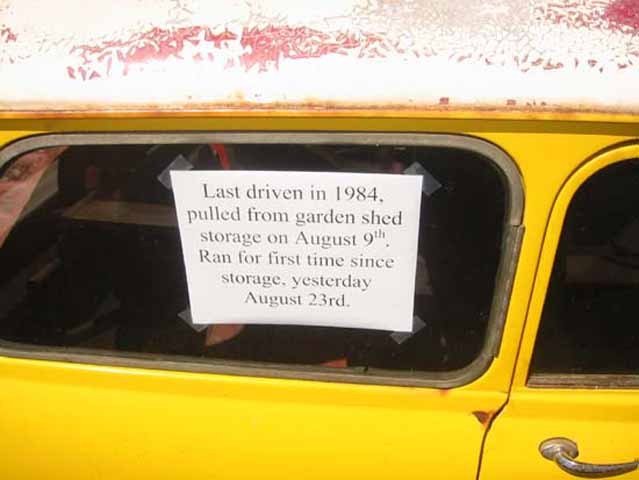 Last driven in 1984,
pulled from garden shed
storage on August 9th.
Ran for first time since
storage, yesterday
August 23rd.